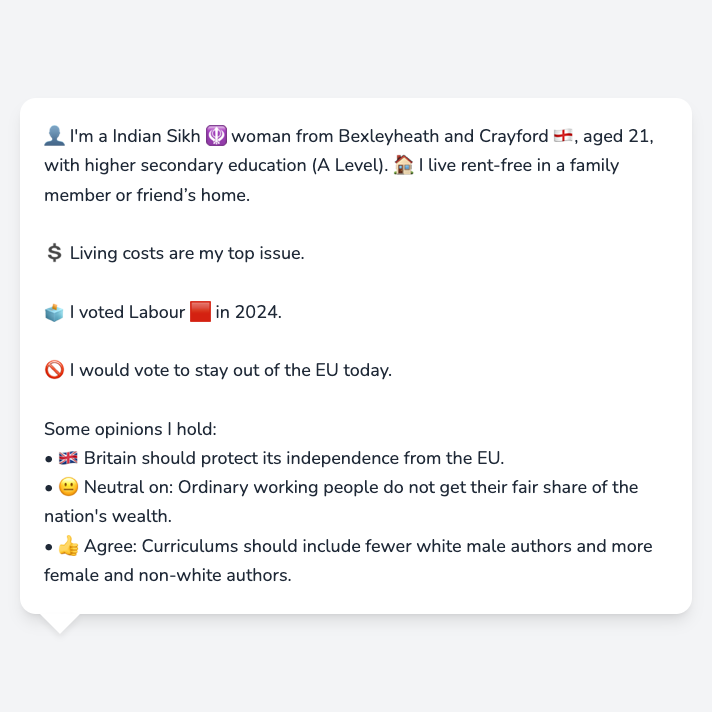 👤 I'm a Indian Sikh 🔯 woman from Bexleyheath and Crayford 🏴󠁧󠁢󠁥󠁮󠁧󠁿, aged 21,
with higher secondary education (A Level). 🏠 I live rent-free in a family
member or friend’s home.
💲 Living costs are my top issue.
🗳️ I voted Labour 🟥 in 2024.
🚫 I would vote to stay out of the EU today.
Some opinions I hold:
• 🇬🇧 Britain should protect its independence from the EU.
• 😐 Neutral on: Ordinary working people do not get their fair share of the
nation's wealth.
• 👍 Agree: Curriculums should include fewer white male authors and more
female and non-white authors.